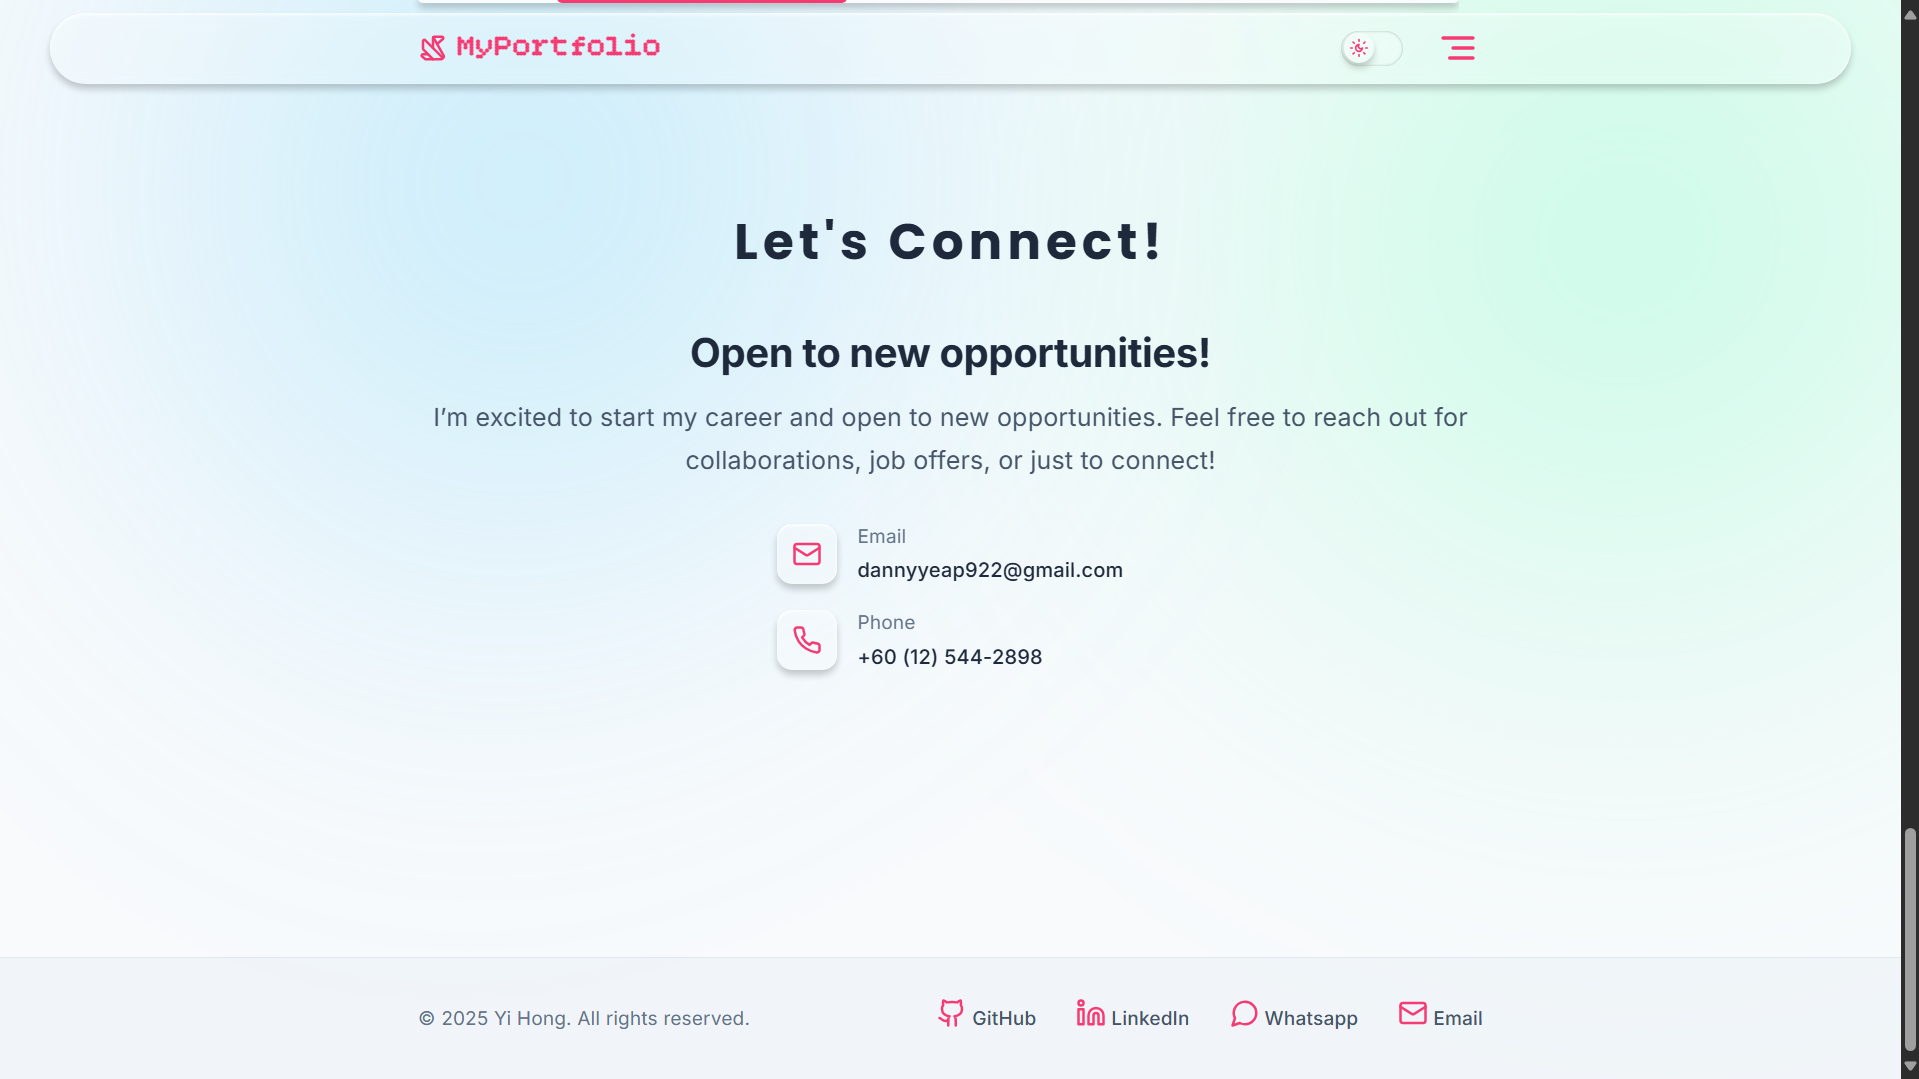 MyPortfolio
Let's Connect!
Open to new opportunities!
I’m excited to start my career and open to new opportunities. Feel free to reach out for
collaborations, job offers, or just to connect!
Email
dannyyeap922@gmail.com
Phone
+60 (12) 544-2898
© 2025 Yi Hong. All rights reserved.
GitHub
LinkedIn
Whatsapp
Email